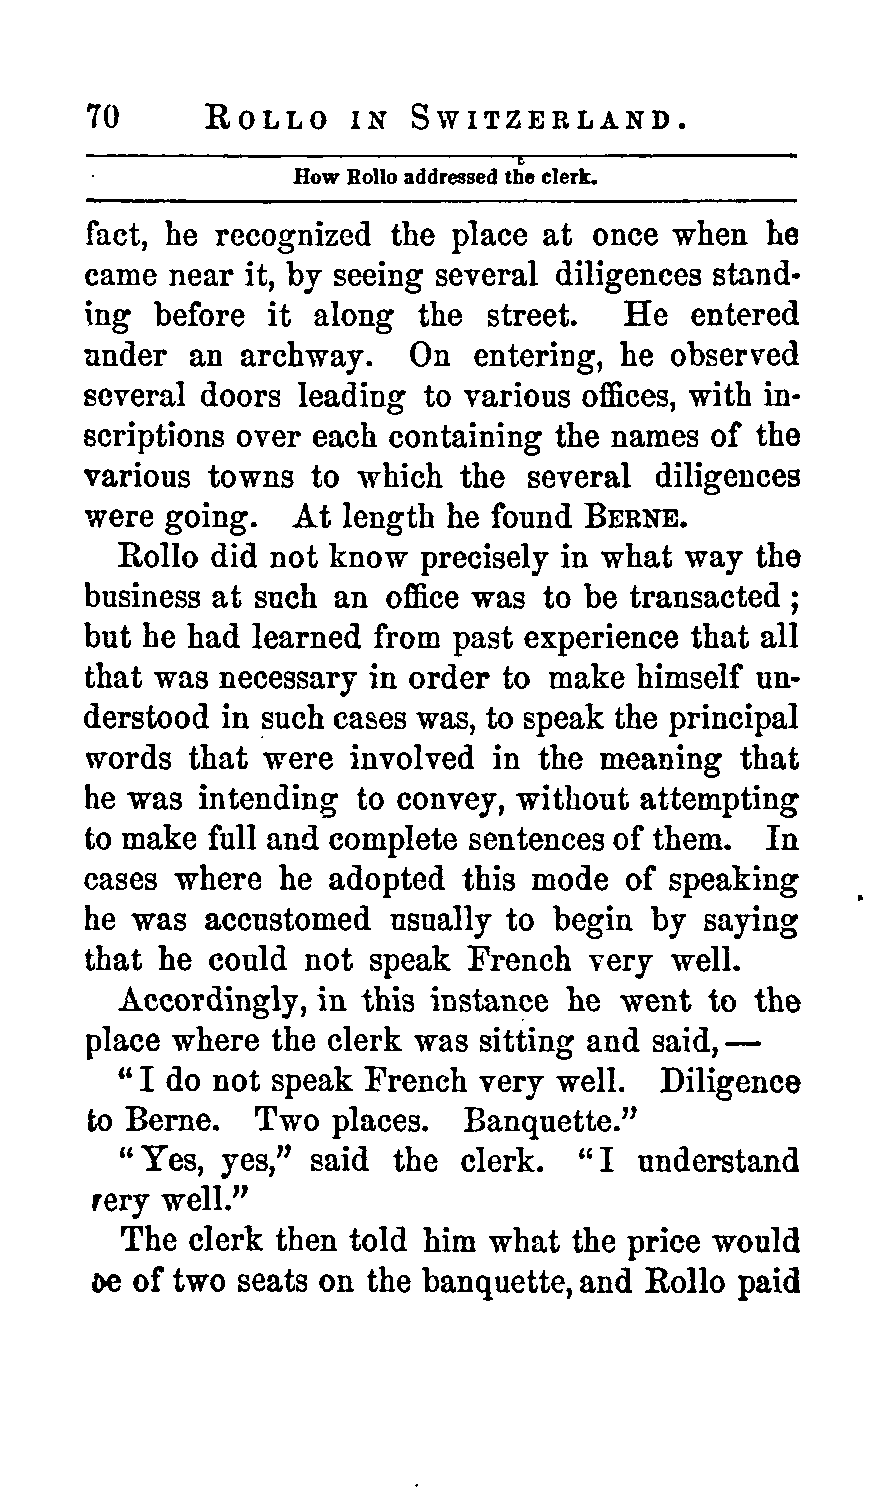 70 ROLLO IN SWITZERLAND.
How Rollo addressed the clerk.
fact, he recognized the place at once when he
came near it, by seeing several diligences stand-
ing before it along the street. He entered
under an archway. On entering, he observed
several doors leading to various offices, with in-
scriptions over each containing the names of the
various towns to which the several diligences
were going. At length he found BERNE.
Rollo did not know precisely in what way the
business at such an office was to be transacted ;
but he had learned from past experience that all
that was necessary in order to make himself un-
derstood in such cases was, to speak the principal
words that were involved in the meaning that
he was intending to convey, without attempting
to make full and complete sentences of them. In
cases where he adopted this mode of speaking
he was accustomed usually to begin by saying
that he could not speak French very well.
Accordingly, in this instance he went to the
place where the clerk was sitting and said, —
“I do not speak French very well. Diligence
to Berne. Two places. Banquette.”
“Yes, yes,” said the clerk. “I understand
very well.”
The clerk then told him what the price would
be of two seats on the banquette, and Rollo paid